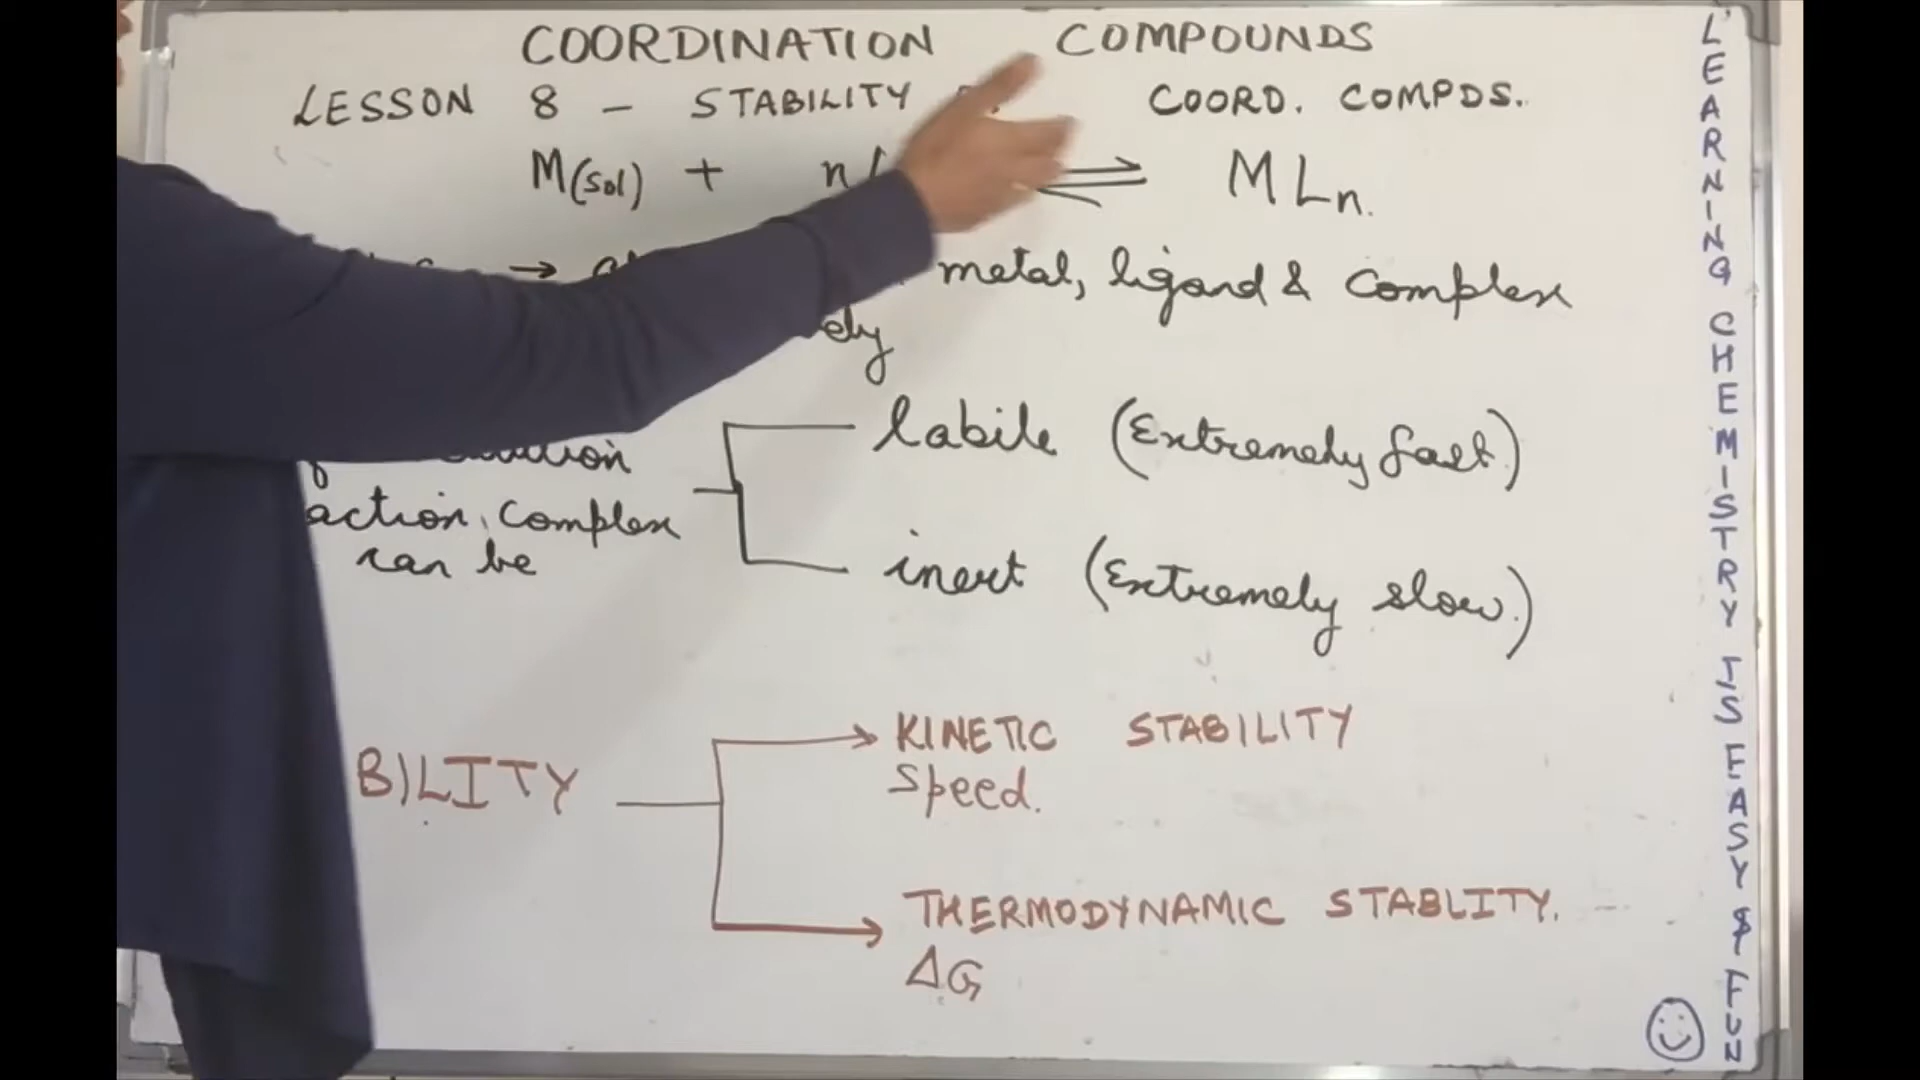 COORDINATION COMPOUNDS
LESSON 8 - STABILITY COORD. COMPDS.
M(sol) + n ⇌ MLn.
→ metal, ligand & complex
ely
labile (Extremely fast.)
action, complex
can be
inert (Extremely slow.)
BILITY
KINETIC STABILITY
Speed.
THERMODYNAMIC STABLITY.
ΔG
LEARNING CHEMISTRY IS EASY & FUN